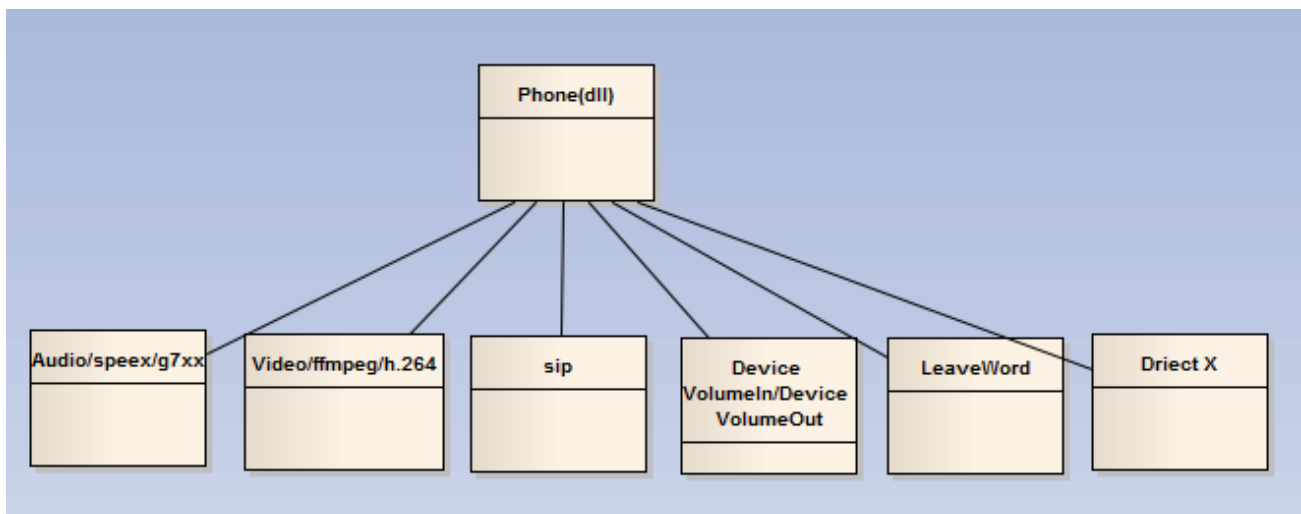 Phone(dll)
Audio/speex/g7xx
Video/ffmpeg/h.264
sip
Device
VolumeIn/Device
VolumeOut
LeaveWord
Driect X